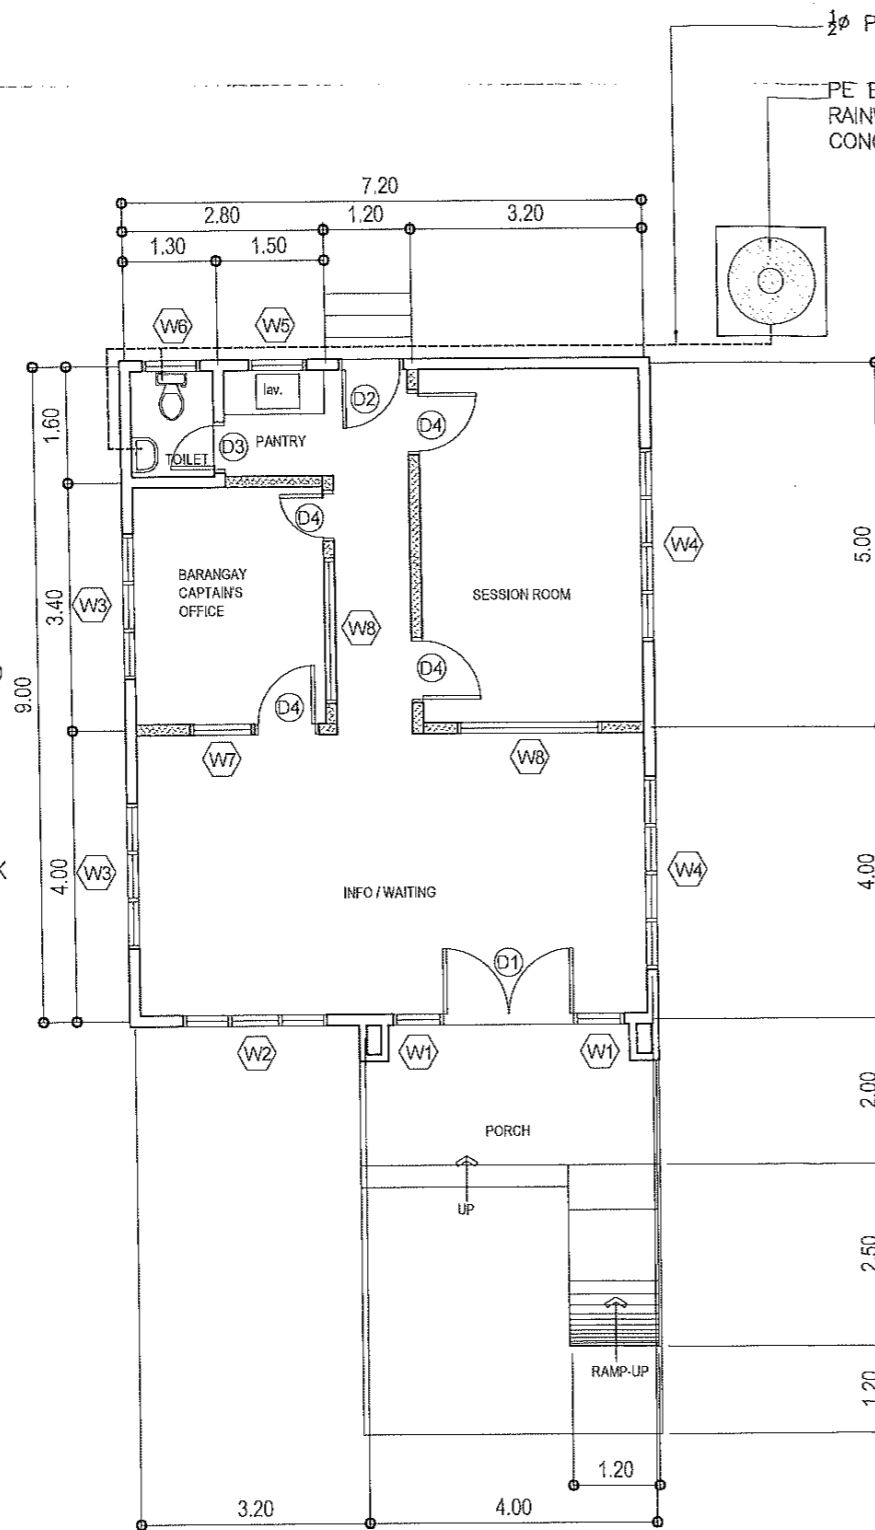 ½ø P
PE B
RAINW
CONC
7.20
2.80 1.20 3.20
1.30 1.50
W6 W5
lav.
D2
D4
1.60
D3 PANTRY
TOILET
D4
BARANGAY
CAPTAIN'S
OFFICE
SESSION ROOM
W4
5.00
W3
3.40
W8
9.00
D4
D4
W7
W8
W3
4.00
INFO / WAITING
W4
4.00
D1
W2
W1
W1
2.00
PORCH
UP
2.50
RAMP-UP
1.20
1.20
3.20
4.00